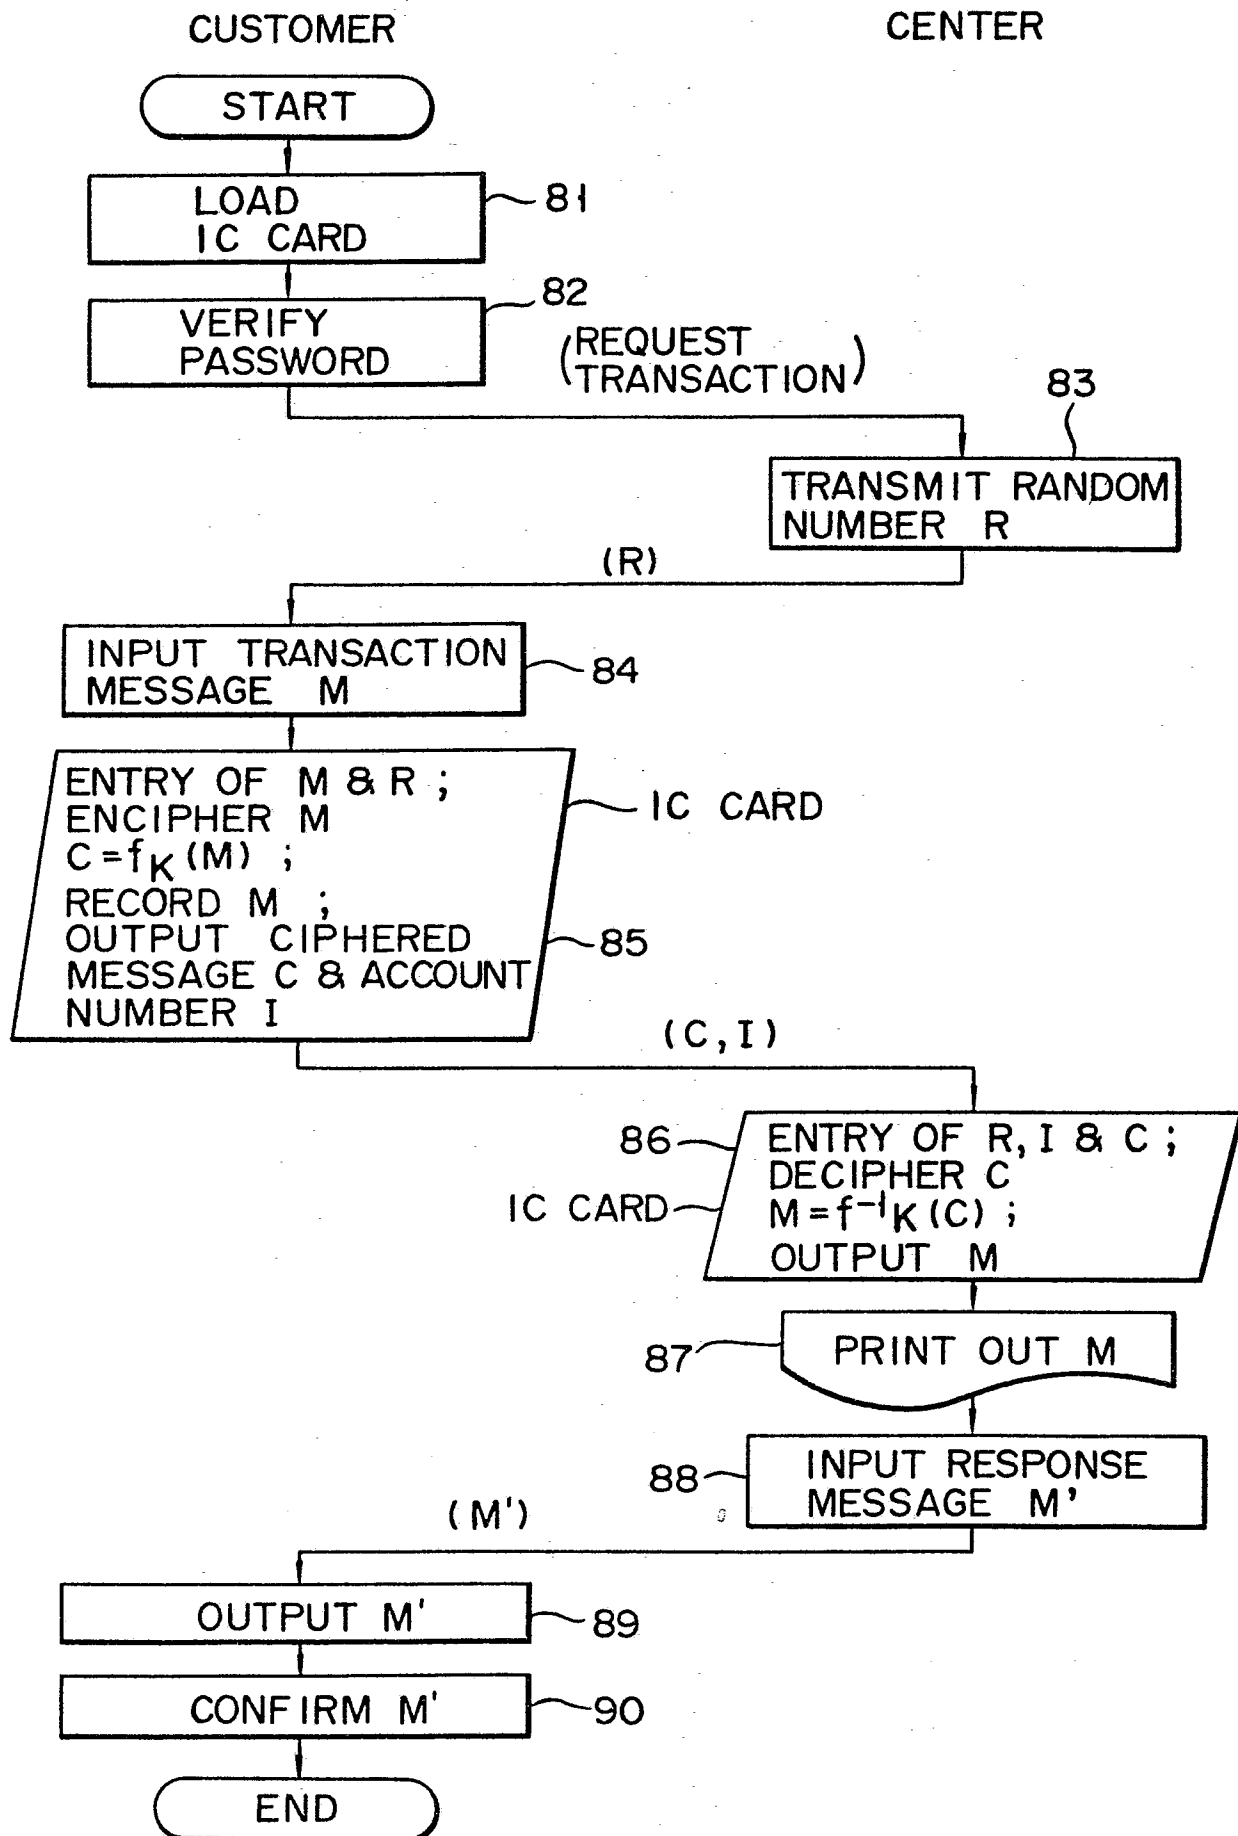 CUSTOMER
CENTER
START
LOAD
IC CARD
81
VERIFY
PASSWORD
82
(REQUEST
TRANSACTION)
83
TRANSMIT RANDOM
NUMBER R
(R)
INPUT TRANSACTION
MESSAGE M
84
ENTRY OF M & R ;
ENCIPHER M
C=fK(M) ;
RECORD M ;
OUTPUT CIPHERED
MESSAGE C & ACCOUNT
NUMBER I
IC CARD
85
(C, I)
86
IC CARD
ENTRY OF R, I & C ;
DECIPHER C
M=f⁻¹K(C) ;
OUTPUT M
87
PRINT OUT M
88
INPUT RESPONSE
MESSAGE M'
(M')
OUTPUT M'
89
CONFIRM M'
90
END